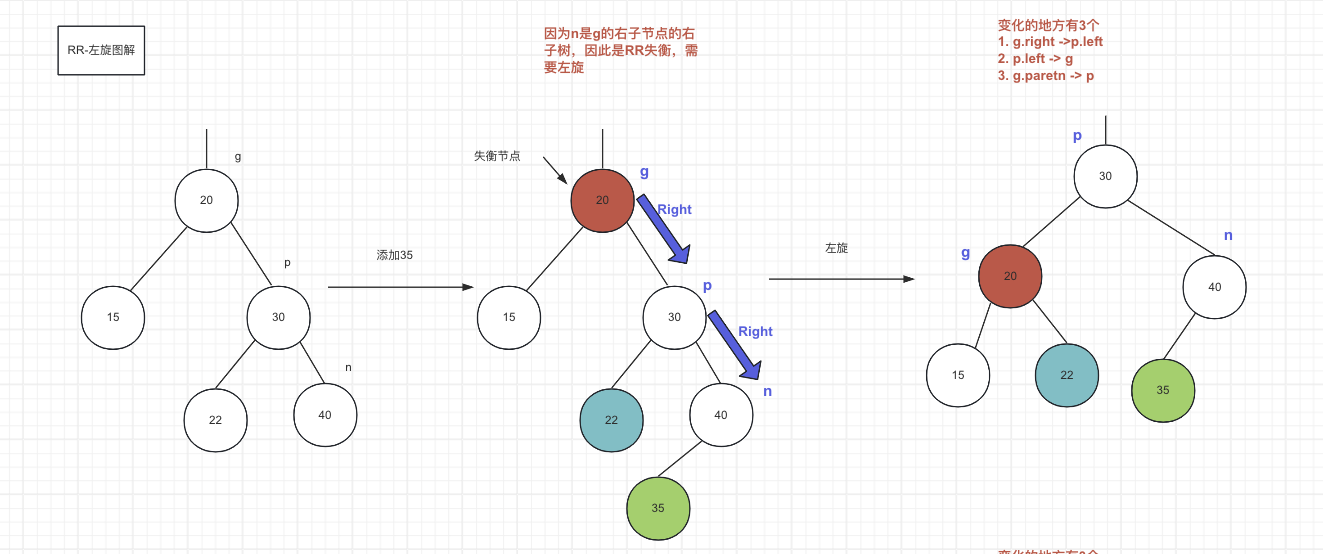 RR-左旋图解
因为n是g的右子节点的右
子树，因此是RR失衡，需
要左旋
变化的地方有3个
1. g.right ->p.left
2. p.left -> g
3. g.paretn -> p
g
20
p
15
30
n
22
40
添加35
失衡节点
g
20
Right
p
15
30
Right
n
22
40
35
左旋
p
30
n
g
20
40
15
22
35